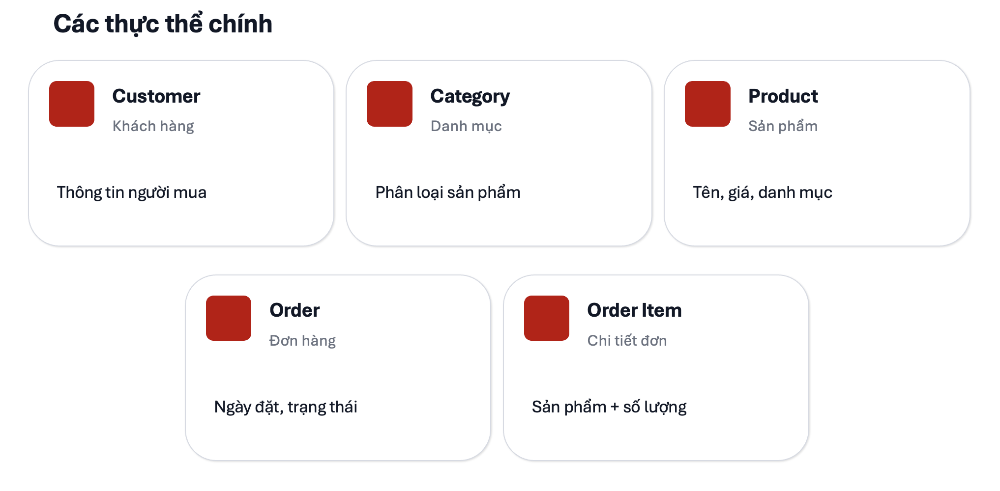 Các thực thể chính
Customer
Khách hàng
Thông tin người mua
Category
Danh mục
Phân loại sản phẩm
Product
Sản phẩm
Tên, giá, danh mục
Order
Đơn hàng
Ngày đặt, trạng thái
Order Item
Chi tiết đơn
Sản phẩm + số lượng